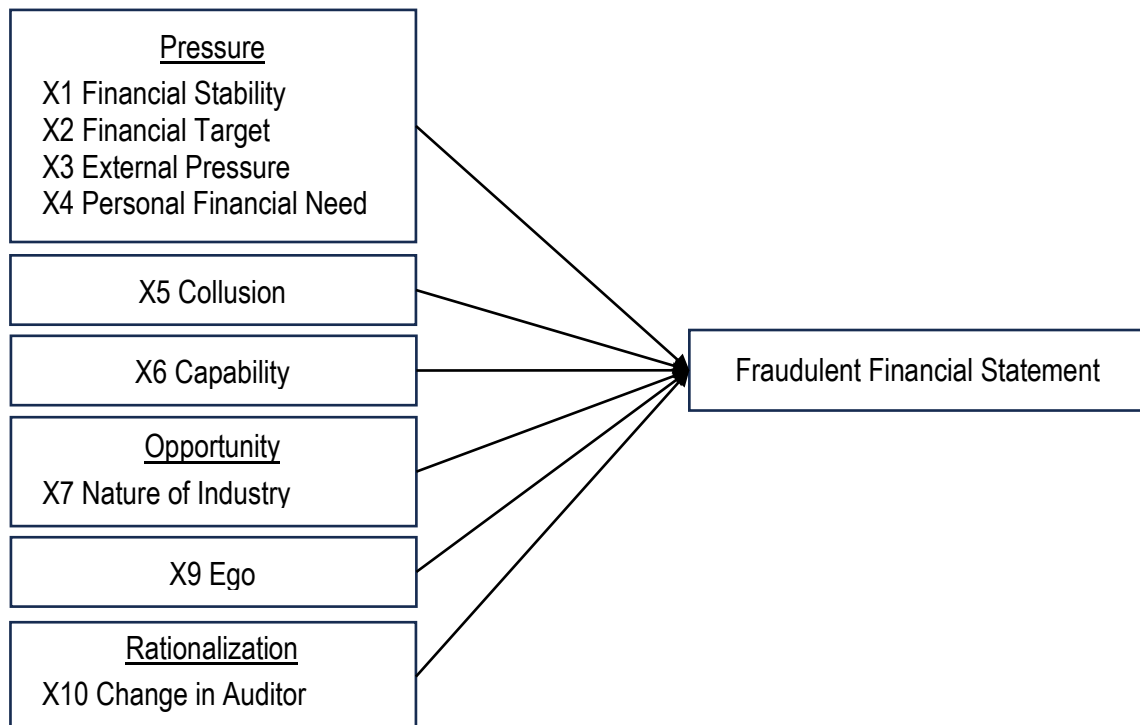 Pressure
X1 Financial Stability
X2 Financial Target
X3 External Pressure
X4 Personal Financial Need
X5 Collusion
X6 Capability
Opportunity
X7 Nature of Industry
X9 Ego
Rationalization
X10 Change in Auditor
Fraudulent Financial Statement